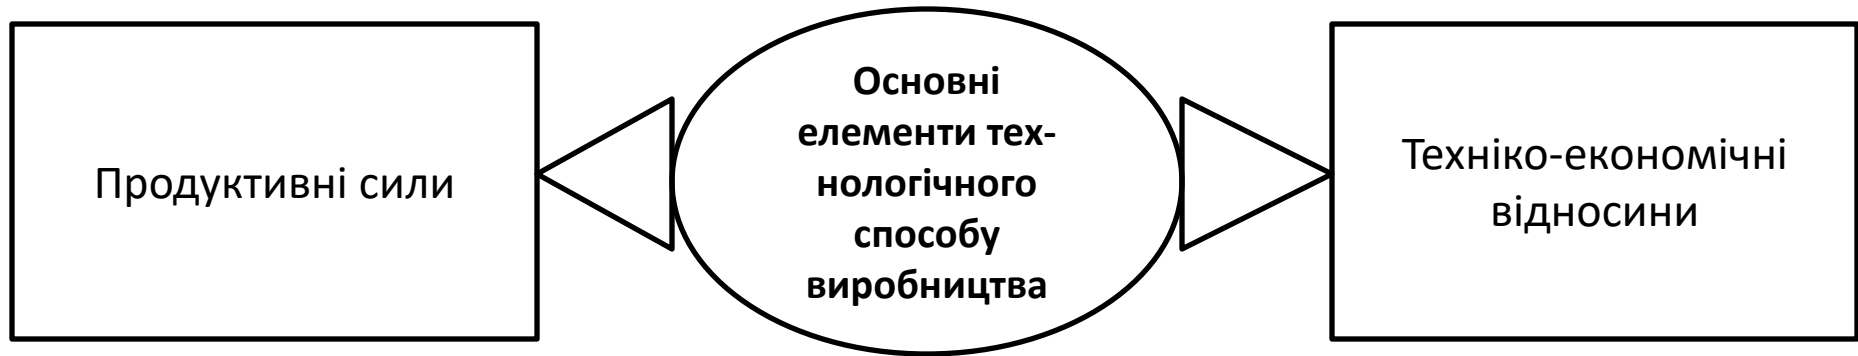 Продуктивні сили
Основні
елементи тех-
нологічного
способу
виробництва
Техніко-економічні
відносини